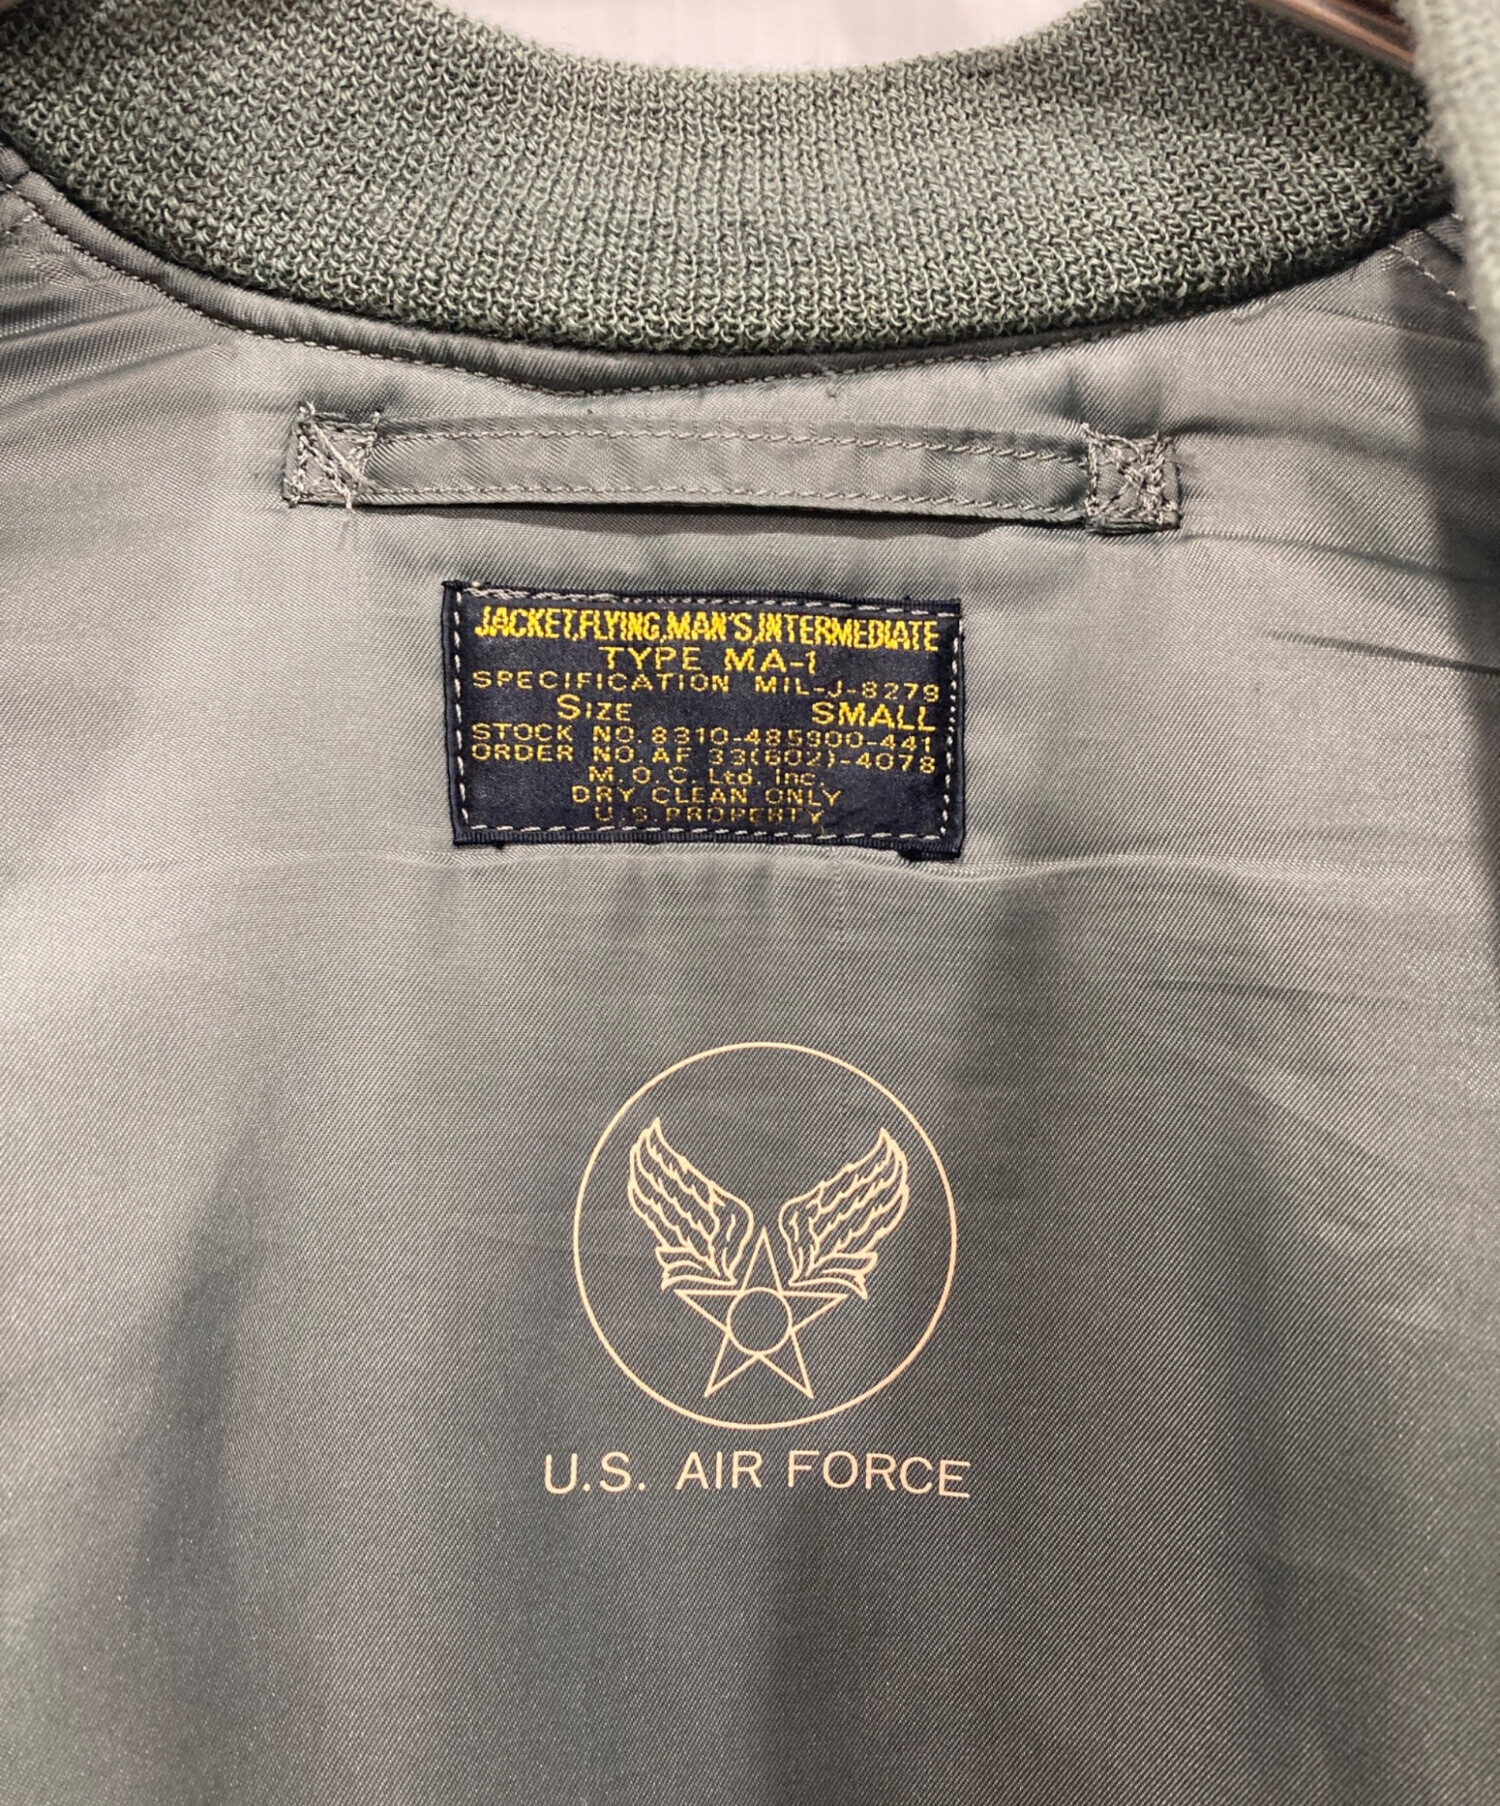 JACKET,FLYING,MAN'S,INTERMEDIATE
TYPE MA-1
SPECIFICATION MIL-J-8279
SIZE SMALL
STOCK NO. 8310-485900-441
ORDER NO. AF 33(602)-4078
M.O.C. Ltd. Inc.
DRY CLEAN ONLY
U.S. PROPERTY
U.S. AIR FORCE